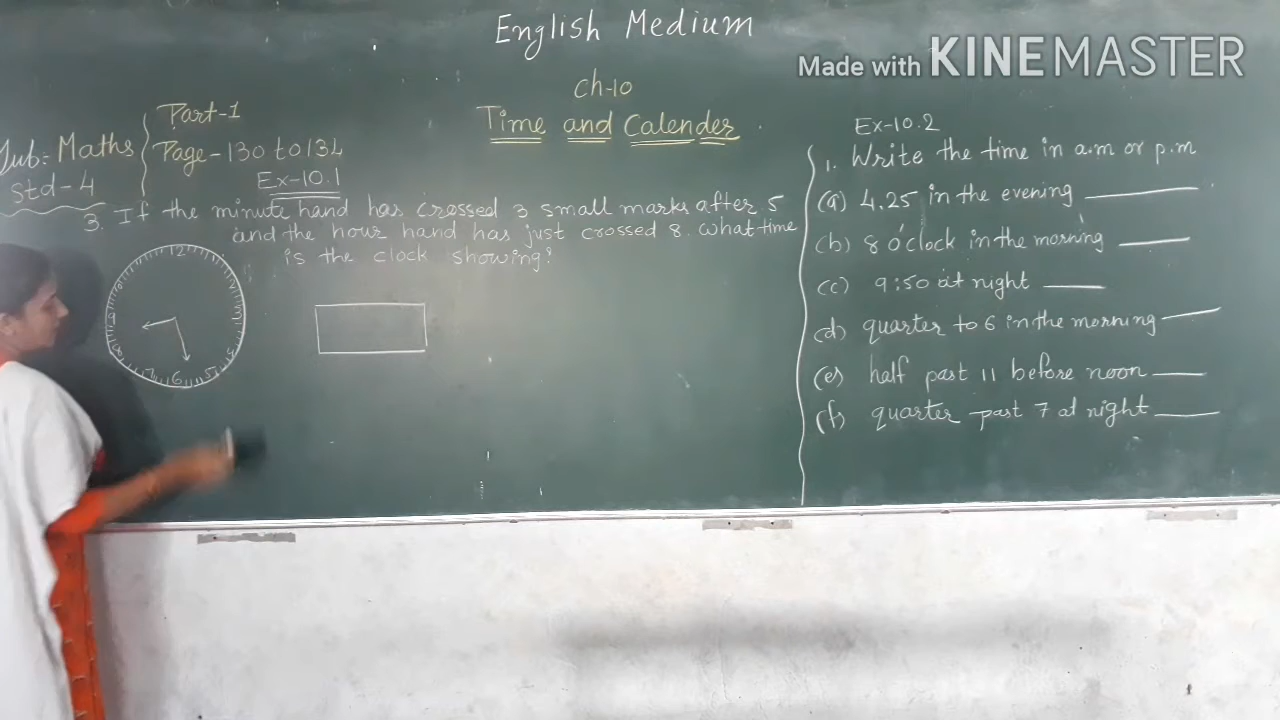 English Medium
Made with KINEMASTER
Ch-10
Time and Calender
Sub: Maths
Std-4
Part-1
Page-130 to 134
Ex-10.1
3. If the minute hand has crossed 3 small marks after 5
and the hour hand has just crossed 8. what time
is the clock showing?
12
3
5
6
7
Ex-10.2
1. Write the time in a.m or p.m
(a) 4.25 in the evening
(b) 8 o'clock in the morning
(c) 9:50 at night
(d) quarter to 6 in the morning
(e) half past 11 before noon
(f) quarter past 7 at night